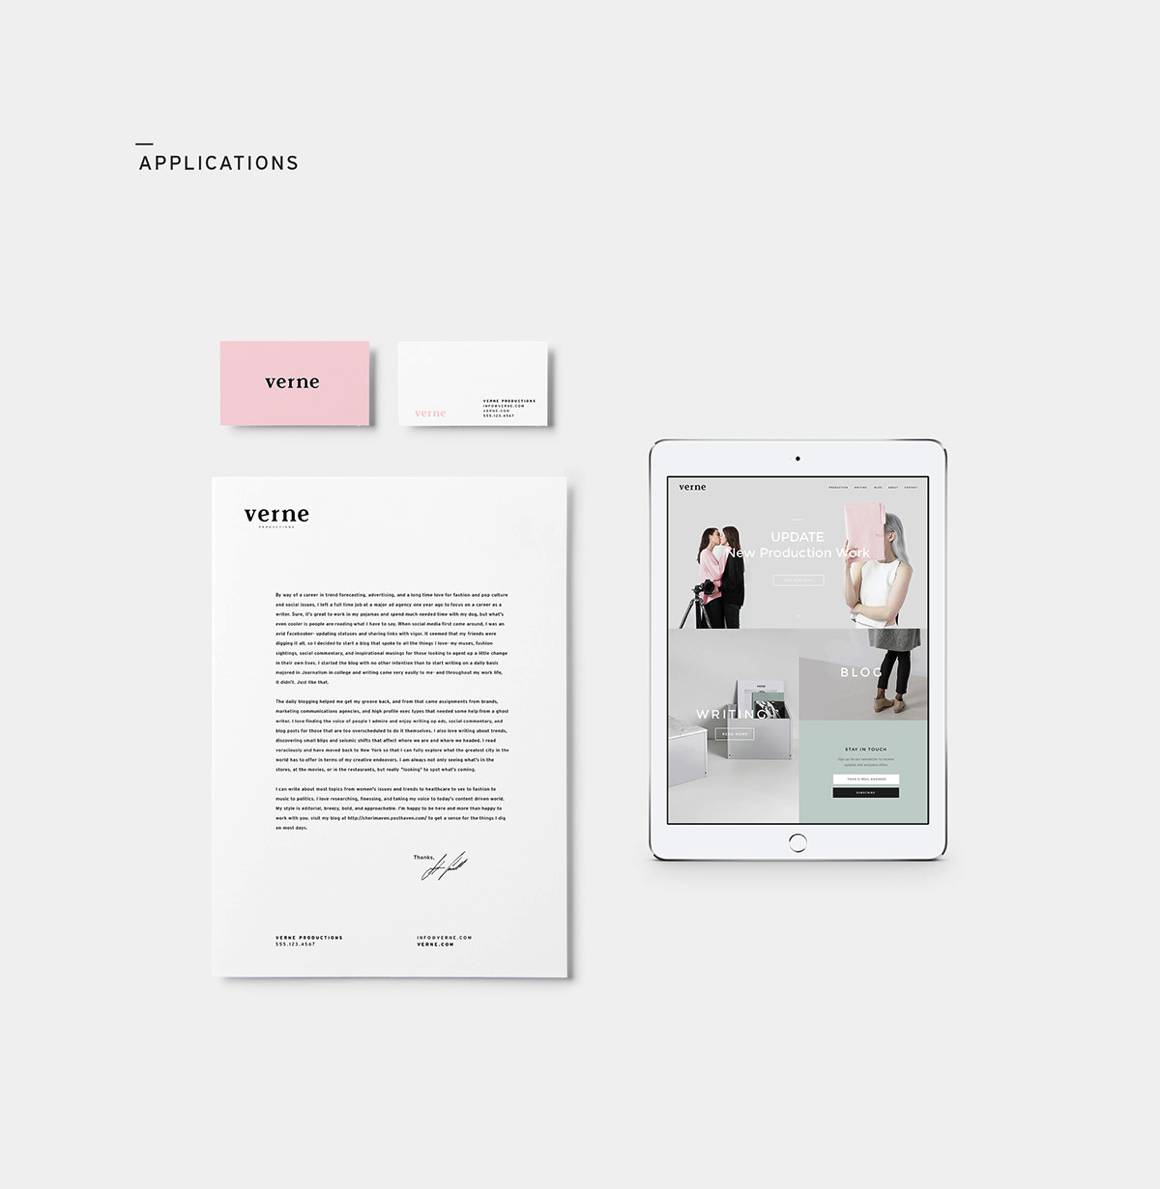 APPLICATIONS
verne
verne
VERNE PRODUCTIONS
INFO@VERNE.COM
VERNE.COM
555.123.4567
verne
PRODUCTIONS
By way of a career in trend forecasting, advertising, and a long time love for fashion and pop culture
and social issues, I left a full time job at a major ad agency one year ago to focus on a career as a
writer. Sure, it's great to work in my pajamas and spend much needed time with my dog, but what's
even cooler is people are reading what I have to say. When social media first came around, I was an
avid facebooker- updating statuses and sharing links with vigor. It seemed that my friends were
digging it all, so I decided to start a blog that spoke to all the things I love- my muses, fashion
sightings, social commentary, and inspirational musings for those looking to agent up a little change
in their own lives. I started the blog with no other intention than to start writing on a daily basis
majored in Journalism in college and writing came very easily to me- and throughout my work life,
it didn't. Just like that.
The daily blogging helped me get my groove back, and from that came assignments from brands,
marketing communications agencies, and high profile exec types that needed some help from a ghost
writer. I love finding the voice of people I admire and enjoy writing op eds, social commentary, and
blog posts for those that are too overscheduled to do it themselves. I also love writing about trends,
discovering small blips and seismic shifts that affect where we are and where we headed. I read
voraciously and have moved back to New York so that I can fully explore what the greatest city in the
world has to offer in terms of my creative endeavors. I am always not only seeing what's in the
stores, at the movies, or in the restaurants, but really "looking" to spot what's coming.
I can write about most topics from women's issues and trends to healthcare to sex to fashion to
music to politics. I love researching, finessing, and taking my voice to today's content driven world.
My style is editorial, breezy, bold, and approachable. I'm happy to be here and more than happy to
work with you. visit my blog at http://cherimaven.posthaven.com/ to get a sense for the things I dig
on most days.
Thanks,
VERNE PRODUCTIONS
555.123.4567
INFO@VERNE.COM
VERNE.COM
verne
PRODUCTION WRITING BLOG ABOUT CONTACT
UPDATE
New Production Work
BLOG
WRITING
READ MORE
STAY IN TOUCH
Sign up for our newsletter to receive
updates and exclusive offers
SUBSCRIBE